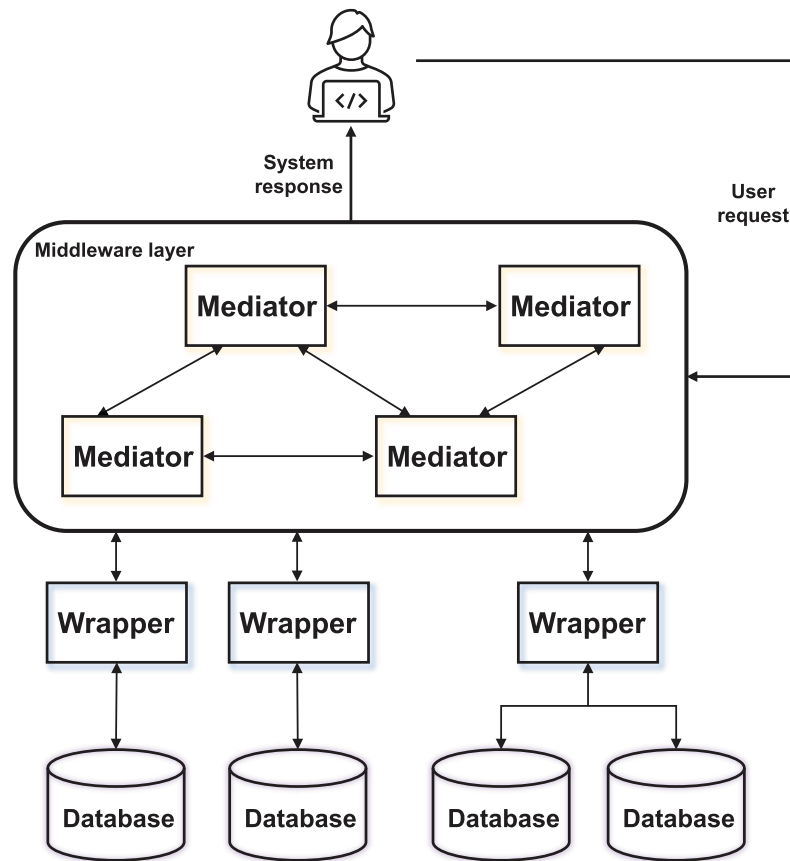 </>
System
response
User
request
Middleware layer
Mediator
Mediator
Mediator
Mediator
Wrapper
Wrapper
Wrapper
Database
Database
Database
Database